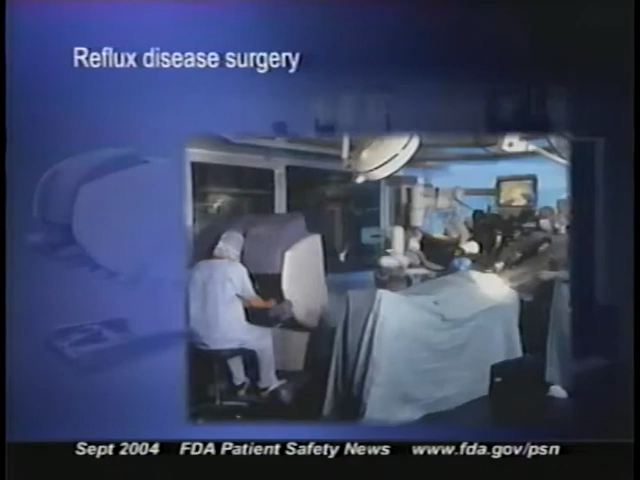 Reflux disease surgery
Sept 2004 FDA Patient Safety News www.fda.gov/psn